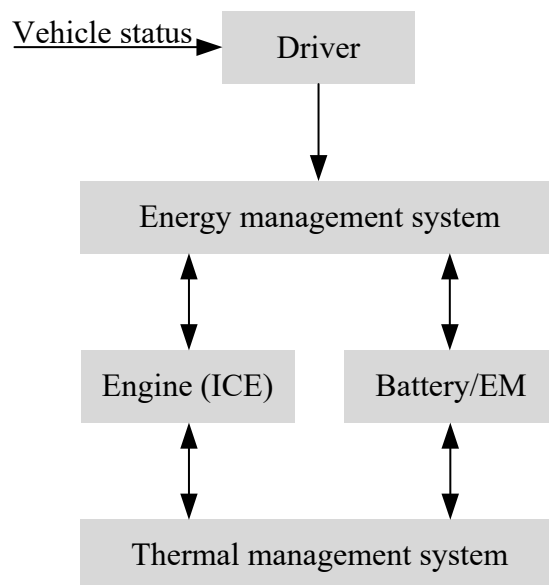 Vehicle status
Driver
Energy management system
Engine (ICE)
Battery/EM
Thermal management system